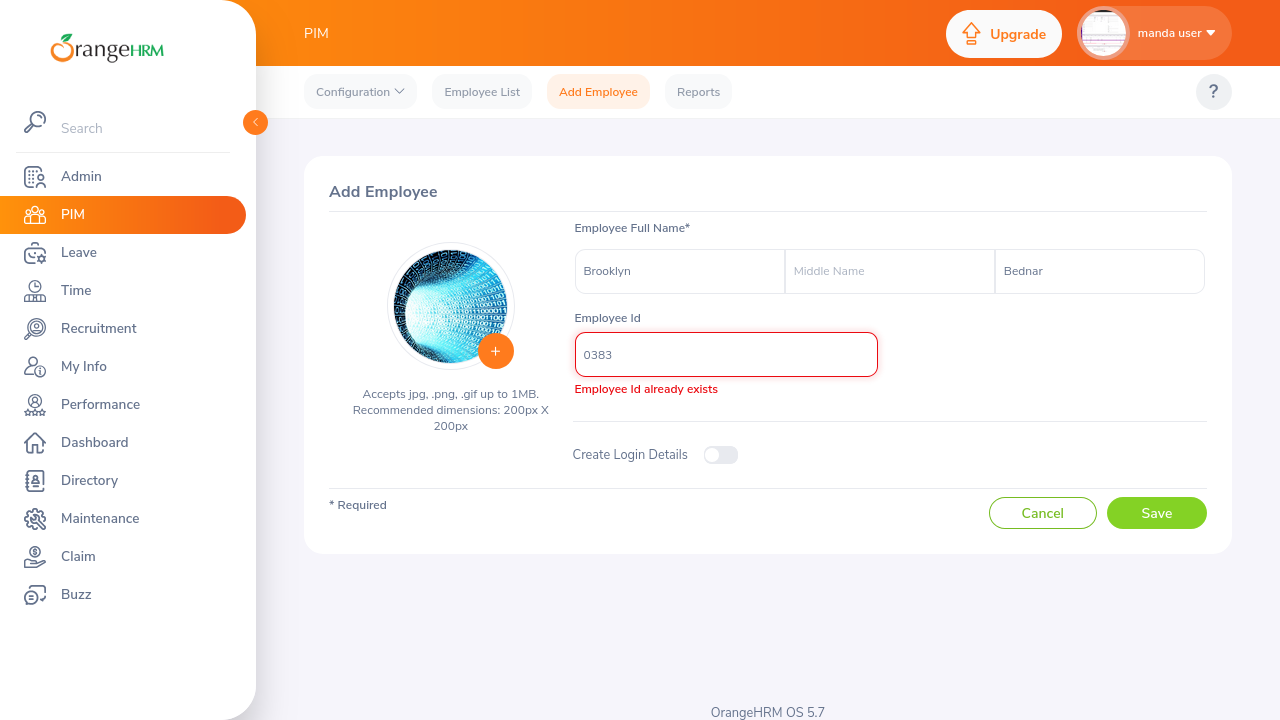 OrangeHRM
Search
Admin
PIM
Leave
Time
Recruitment
My Info
Performance
Dashboard
Directory
Maintenance
Claim
Buzz
PIM
Upgrade
manda user
Configuration
Employee List
Add Employee
Reports
?
Add Employee
Accepts jpg, .png, .gif up to 1MB.
Recommended dimensions: 200px X
200px
Employee Full Name*
Brooklyn
Middle Name
Bednar
Employee Id
0383
Employee Id already exists
Create Login Details
* Required
Cancel
Save
OrangeHRM OS 5.7